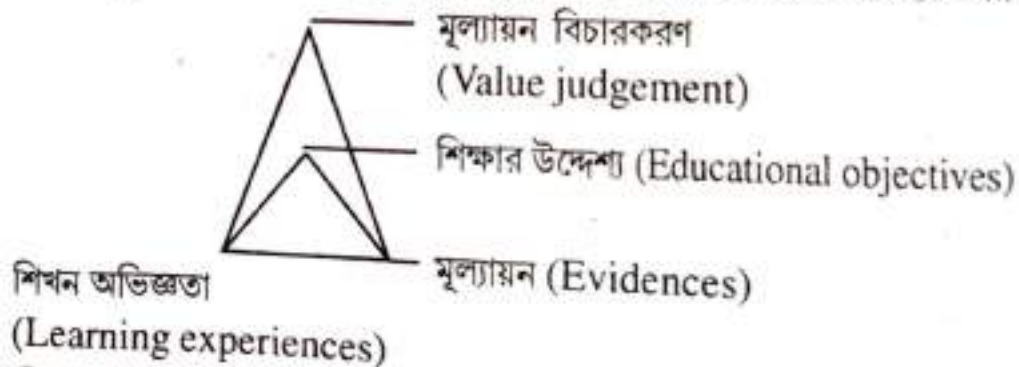 মূল্যায়ন বিচারকরণ
(Value judgement)
শিক্ষার উদ্দেশ্য (Educational objectives)
মূল্যায়ন (Evidences)
শিখন অভিজ্ঞতা
(Learning experiences)